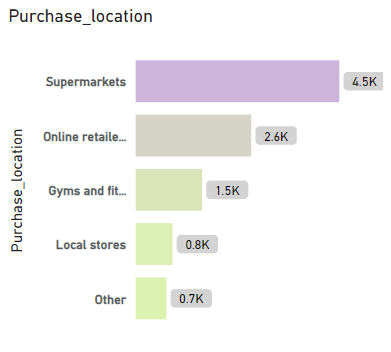 Purchase_location
Purchase_location
Supermarkets 4.5K
Online retaile... 2.6K
Gyms and fit... 1.5K
Local stores 0.8K
Other 0.7K